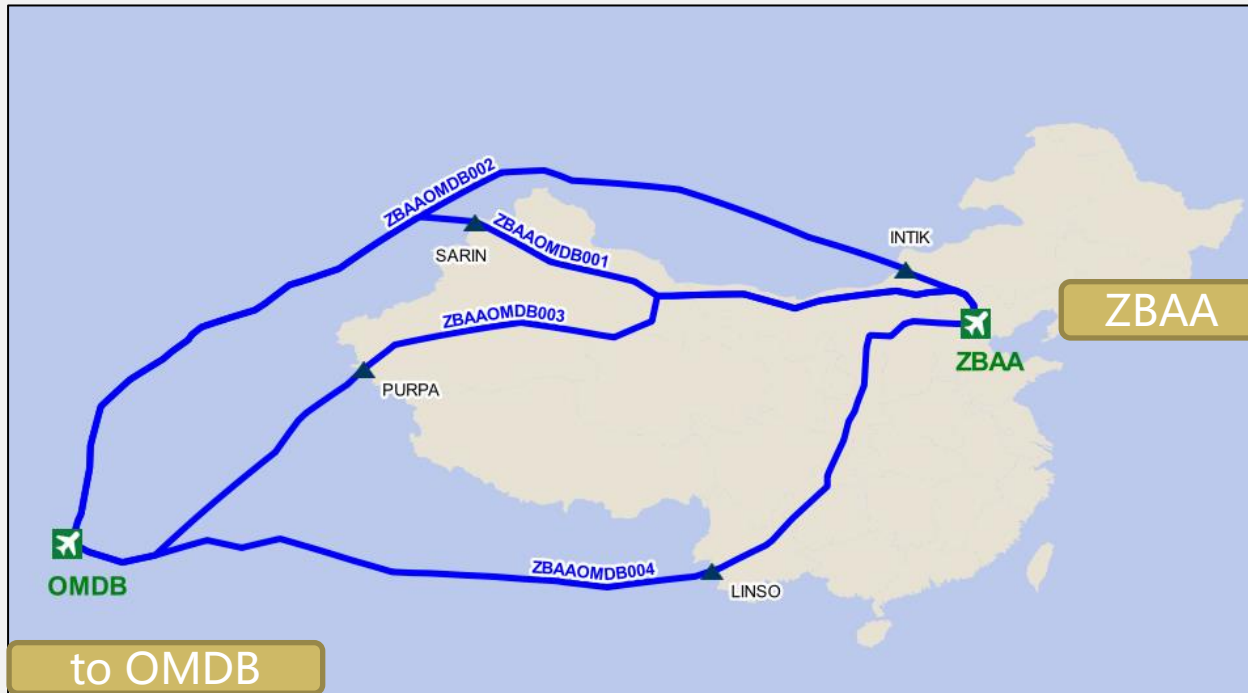 ZBAAOMDB002
ZBAAOMDB001
SARIN
INTIK
ZBAA
ZBAAOMDB003
ZBAA
PURPA
OMDB
ZBAAOMDB004
LINSO
to OMDB